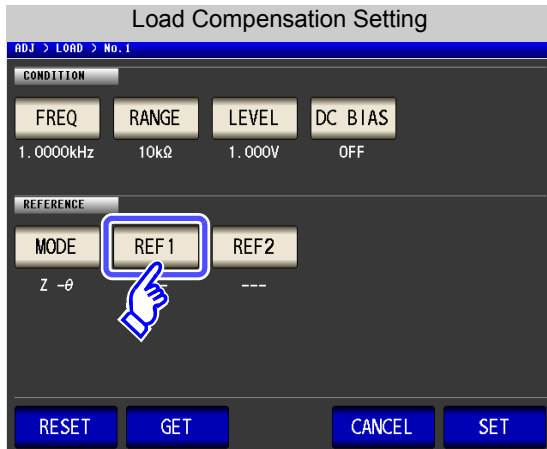 Load Compensation Setting
ADJ > LOAD > No.1
CONDITION
FREQ RANGE LEVEL DC BIAS
1.0000kHz 10kΩ 1.000V OFF
REFERENCE
MODE REF1 REF2
Z -θ ---
RESET GET CANCEL SET